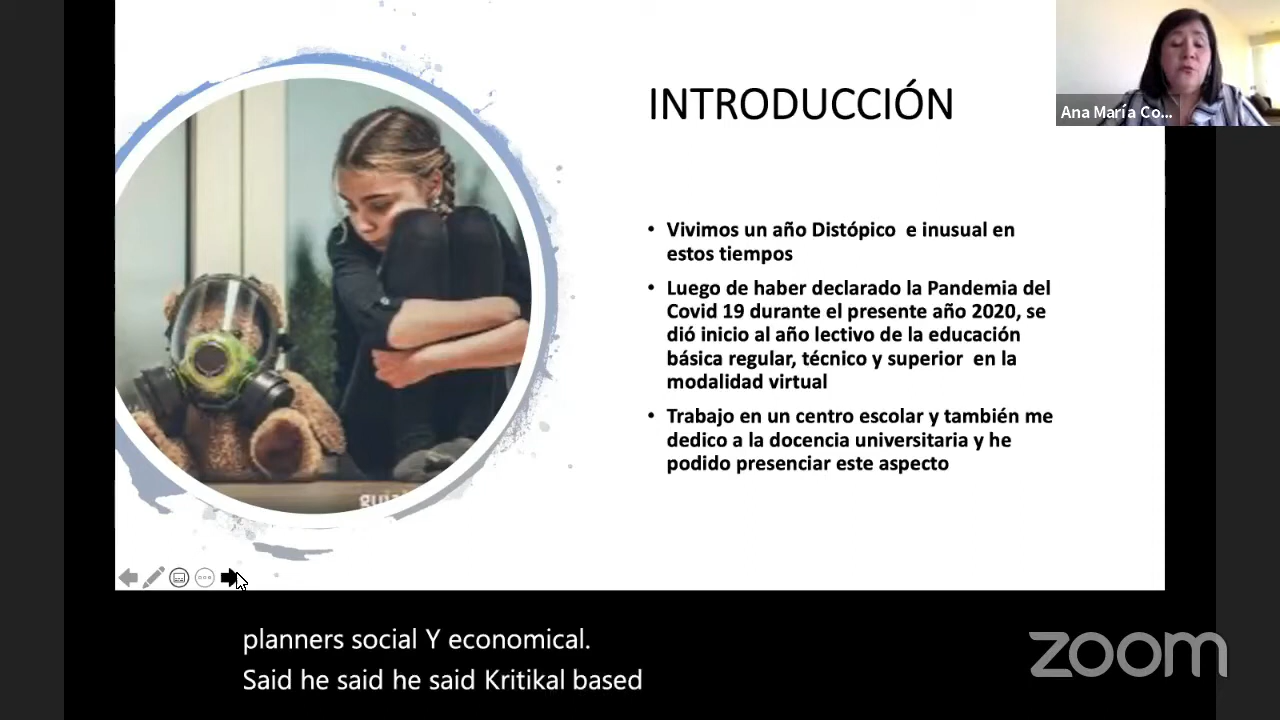 INTRODUCCIÓN
Ana María Co...
• Vivimos un año Distópico e inusual en
estos tiempos
• Luego de haber declarado la Pandemia del
Covid 19 durante el presente año 2020, se
dió inicio al año lectivo de la educación
básica regular, técnico y superior en la
modalidad virtual
• Trabajo en un centro escolar y también me
dedico a la docencia universitaria y he
podido presenciar este aspecto
planners social Y economical.
Said he said he said Kritikal based
zoom